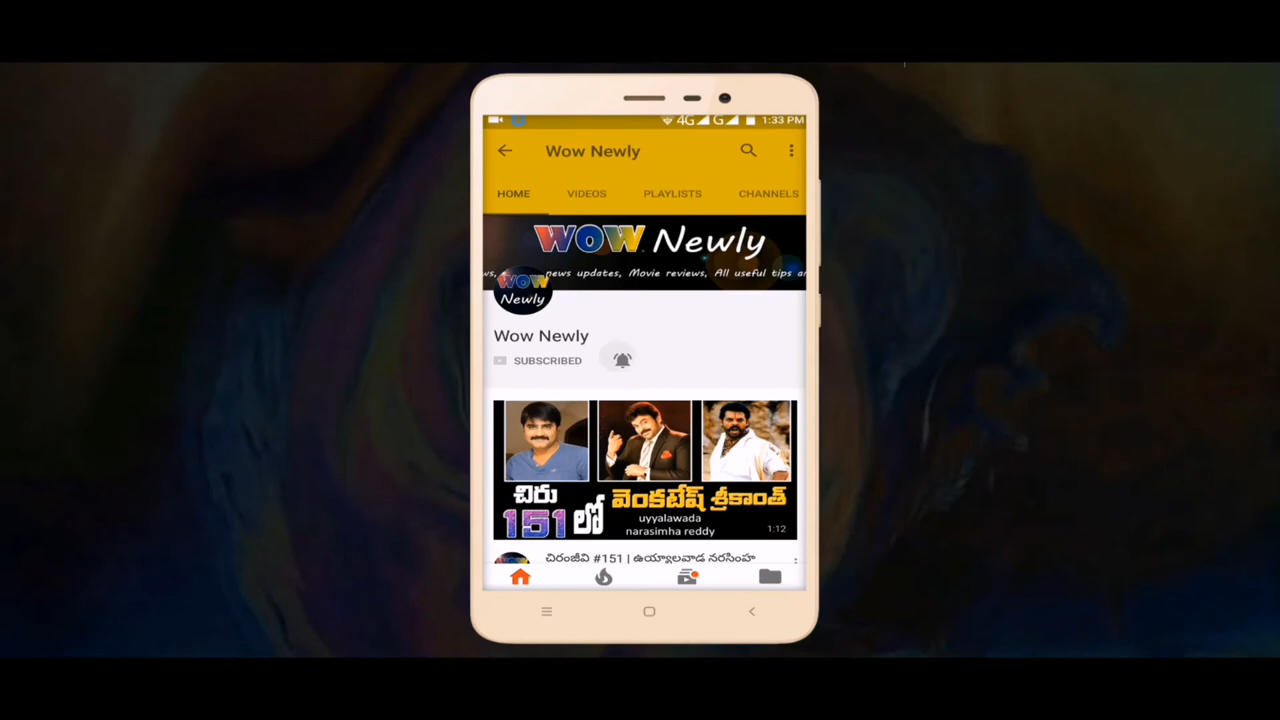 4G G 1:33 PM
Wow Newly
HOME VIDEOS PLAYLISTS CHANNELS
WOW Newly
news updates, Movie reviews, All useful tips
WOW
Newly
Wow Newly
SUBSCRIBED
చిరు వెంకటేష్ శ్రీకాంత్
151 లో
uyyalawada
narasimha reddy
1:12
చిరంజీవి #151 | ఉయ్యాలవాడ నరసింహ